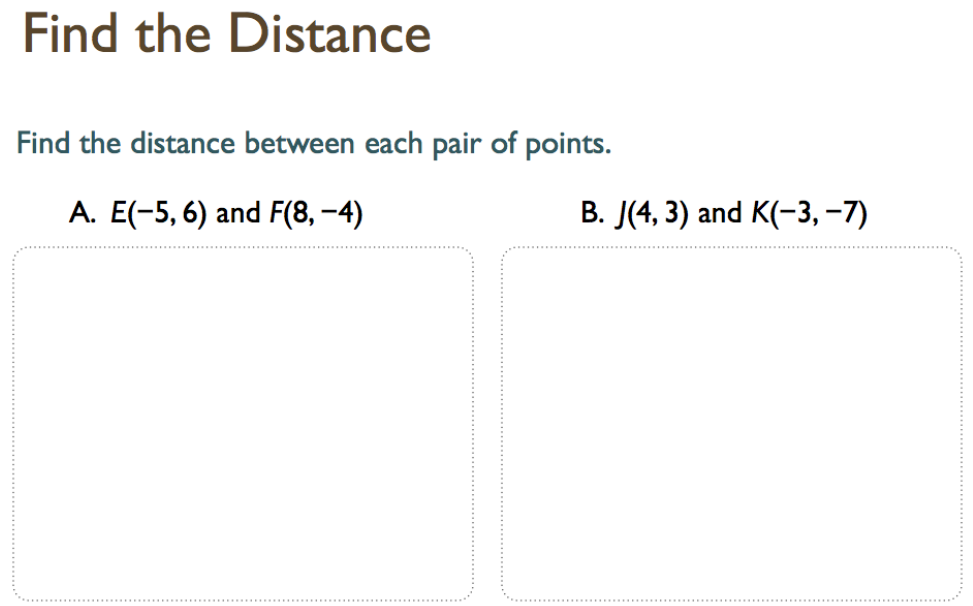 Find the Distance
Find the distance between each pair of points.
A. E(−5, 6) and F(8, −4)
B. J(4, 3) and K(−3, −7)